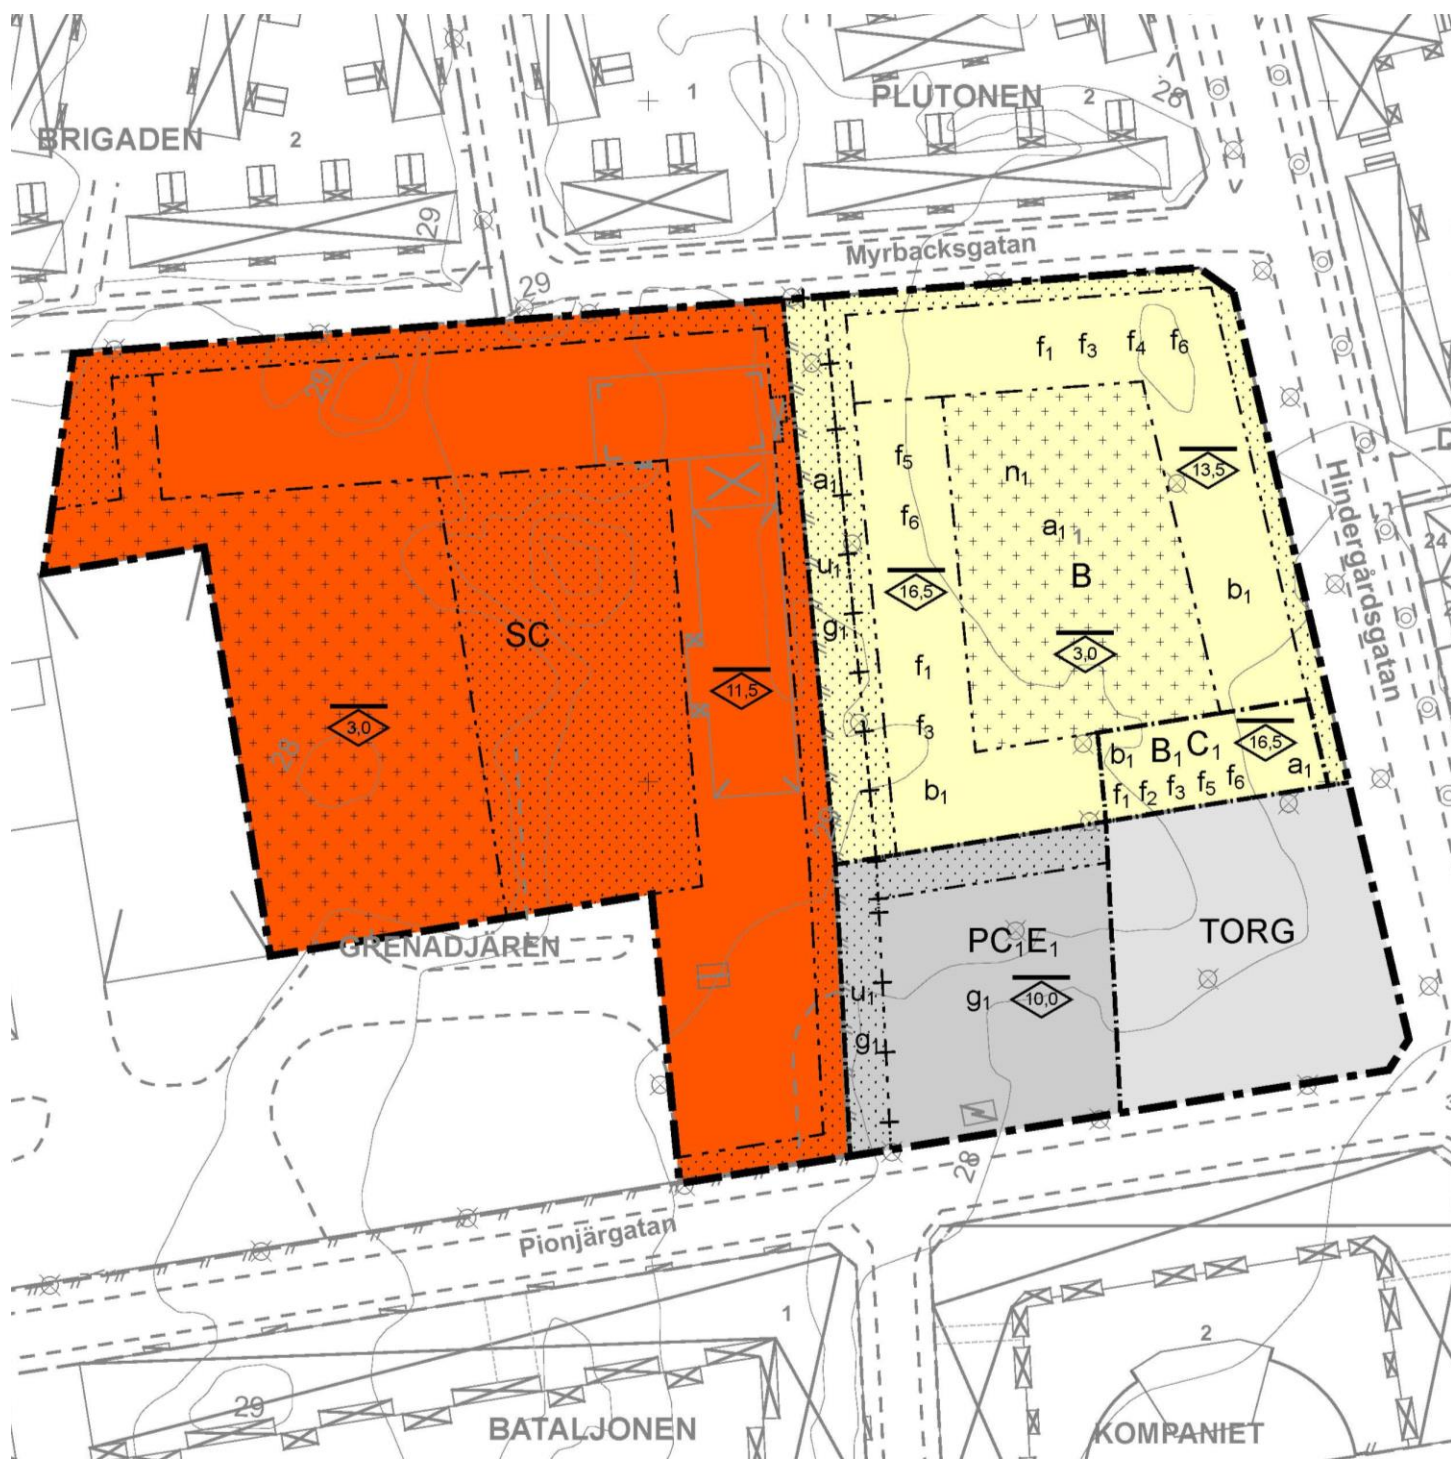 28
PLUTONEN 2
1
BRIGADEN 2
29
Myrbacksgatan
29
f1 f3 f4 f6
29
13,5
f5
n1
a1
Hindergårdsgatan
f6
a1 1
24
u1
B
16,5
b1
g1
SC
3,0
f1
11,5
3,0
f3
28
b1 B1C1 16,5
a1
f1 f2 f3 f5 f6
b1
TORG
PC1E1
GRENADJÄREN
u1
g1 10,0
g1
28
Pionjärgatan
1
2
29
BATALJONEN
KOMPANIET